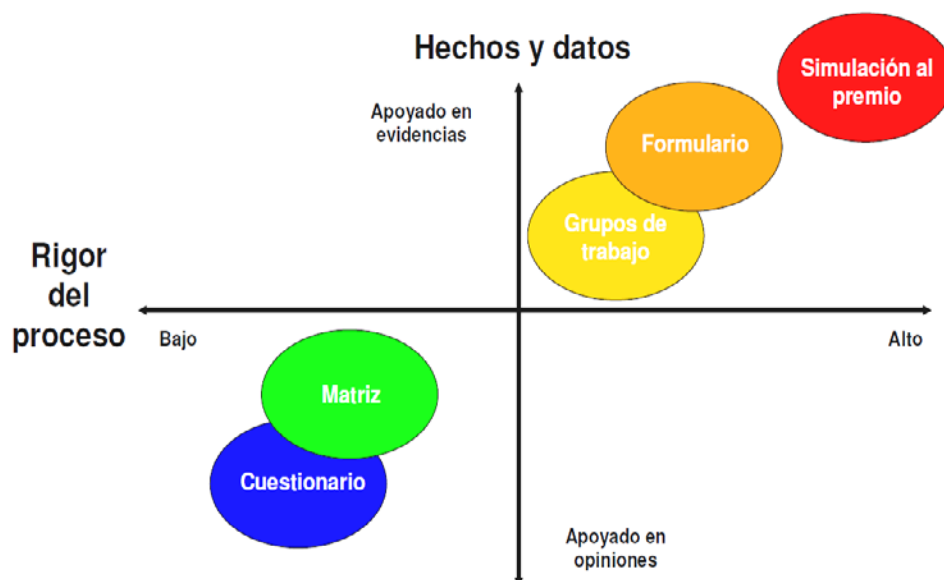 Hechos y datos
Simulación al
premio
Apoyado en
evidencias
Formulario
Grupos de
trabajo
Rigor
del
proceso
Bajo
Alto
Matriz
Cuestionario
Apoyado en
opiniones